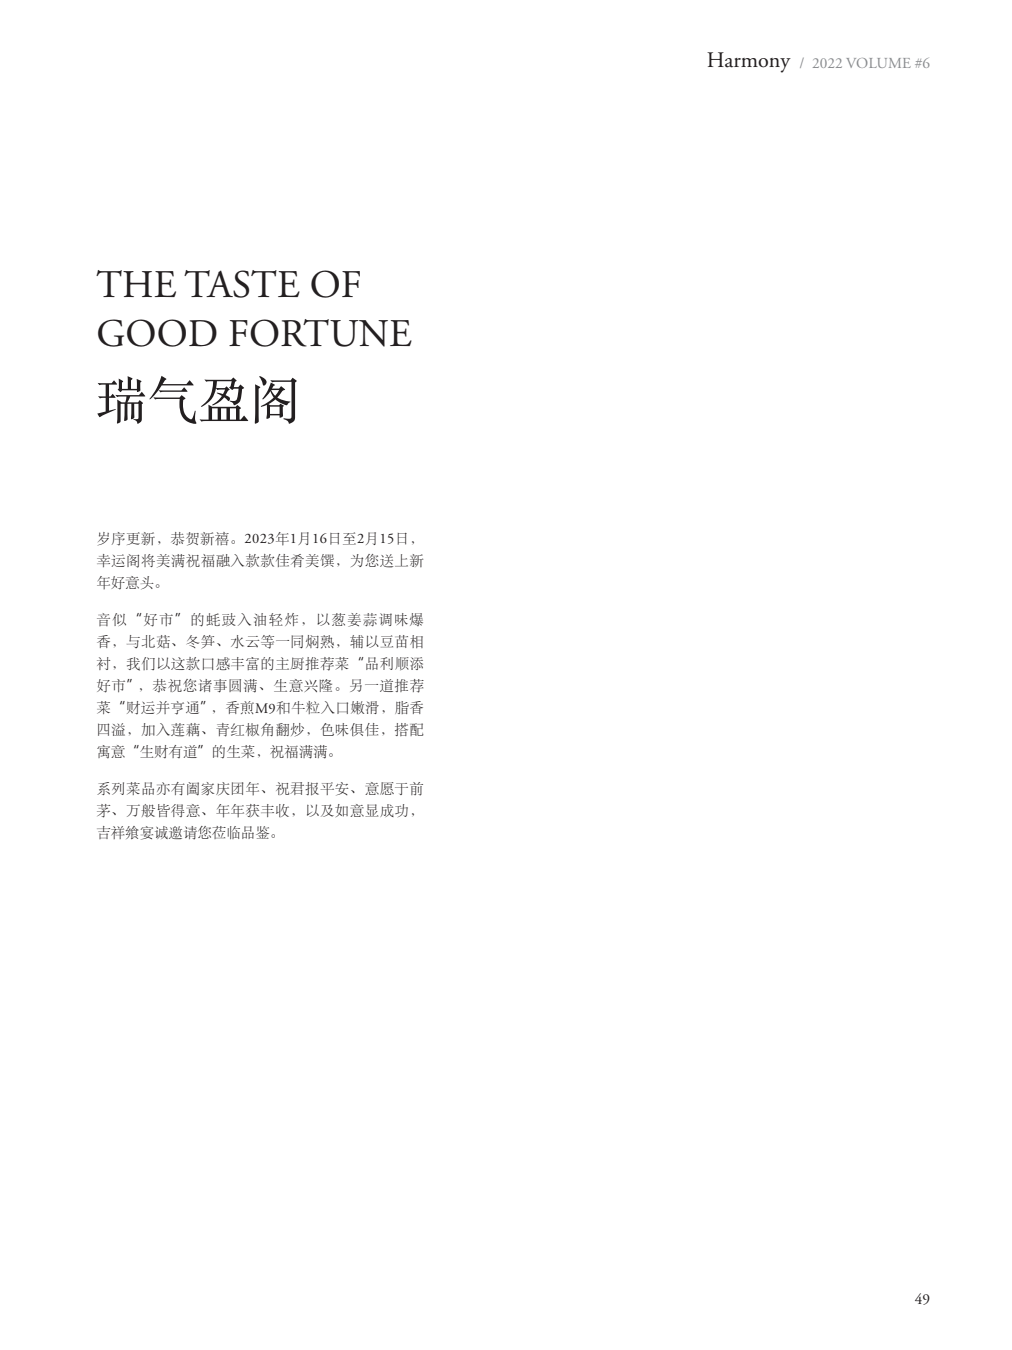 Harmony / 2022 VOLUME #6
THE TASTE OF
GOOD FORTUNE
瑞气盈阁
岁序更新，恭贺新禧。2023年1月16日至2月15日，
幸运阁将美满祝福融入款款佳肴美馔，为您送上新
年好意头。
音似“好市”的蚝豉入油轻炸，以葱姜蒜调味爆
香，与北菇、冬笋、水云等一同焖熟，辅以豆苗相
衬，我们以这款口感丰富的主厨推荐菜“品利顺添
好市”，恭祝您诸事圆满、生意兴隆。另一道推荐
菜“财运并亨通”，香煎M9和牛粒入口嫩滑，脂香
四溢，加入莲藕、青红椒角翻炒，色味俱佳，搭配
寓意“生财有道”的生菜，祝福满满。
系列菜品亦有阖家庆团年、祝君报平安、意愿于前
茅、万般皆得意、年年获丰收，以及如意显成功，
吉祥飨宴诚邀请您莅临品鉴。
49